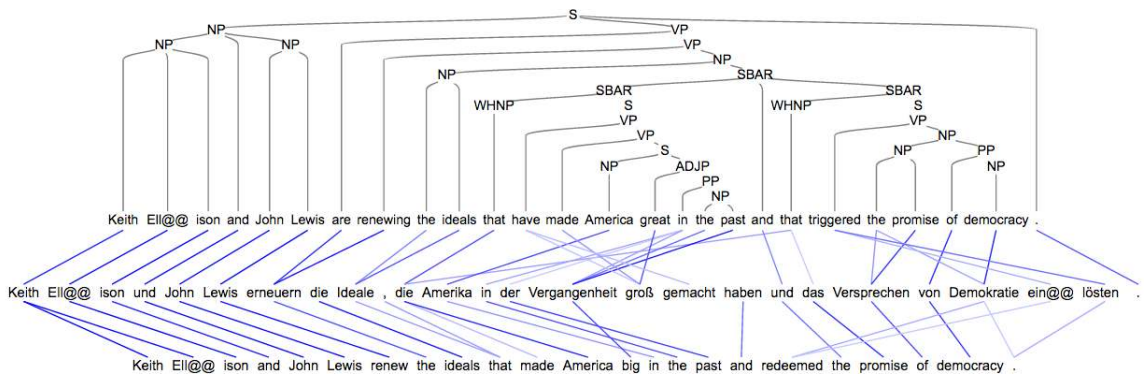 S
NP VP
NP NP VP
NP
NP SBAR
SBAR SBAR
WHNP S WHNP S
VP VP
VP NP
S NP PP
NP ADJP NP
PP
NP
Keith Ell@@ ison and John Lewis are renewing the ideals that have made America great in the past and that triggered the promise of democracy .
Keith Ell@@ ison und John Lewis erneuern die Ideale , die Amerika in der Vergangenheit groß gemacht haben und das Versprechen von Demokratie ein@@ lösten .
Keith Ell@@ ison and John Lewis renew the ideals that made America big in the past and redeemed the promise of democracy .